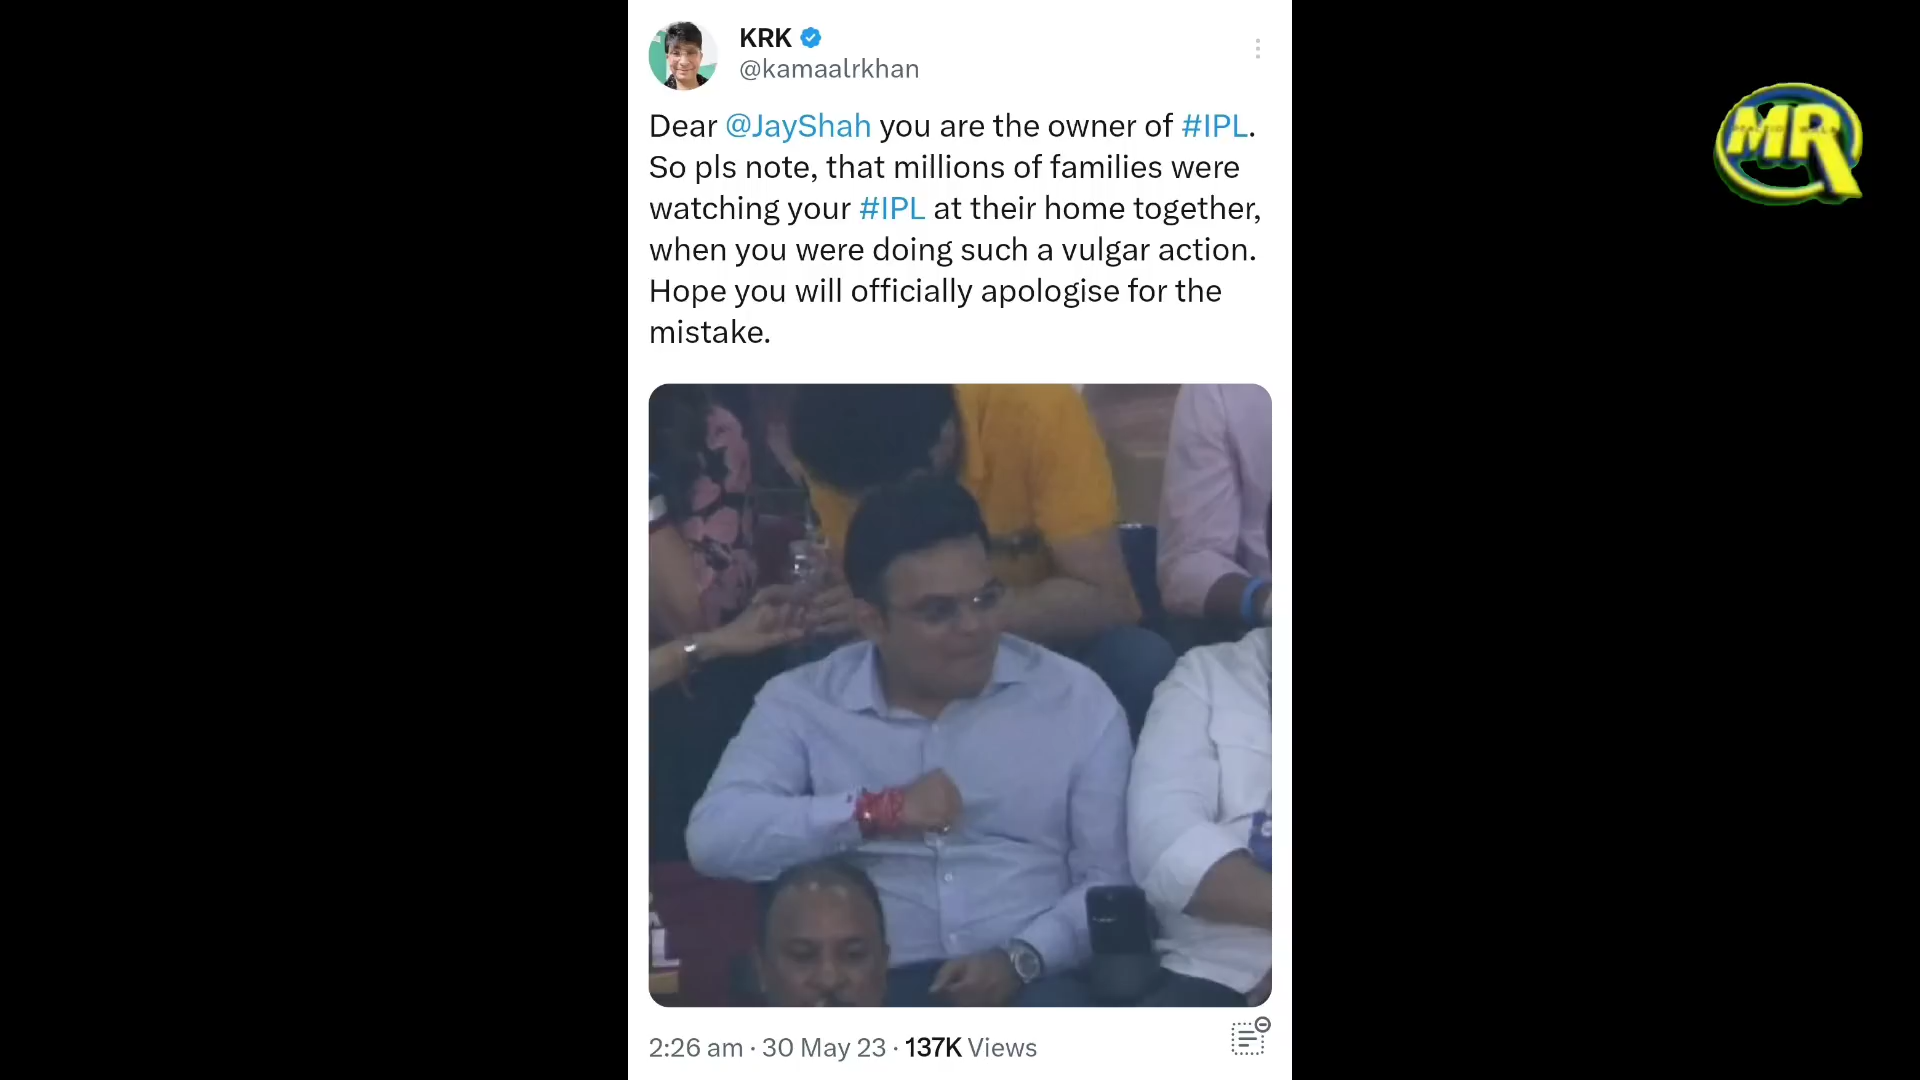 KRK
@kamaalrkhan
Dear @JayShah you are the owner of #IPL.
So pls note, that millions of families were
watching your #IPL at their home together,
when you were doing such a vulgar action.
Hope you will officially apologise for the
mistake.
2:26 am · 30 May 23 · 137K Views
MR